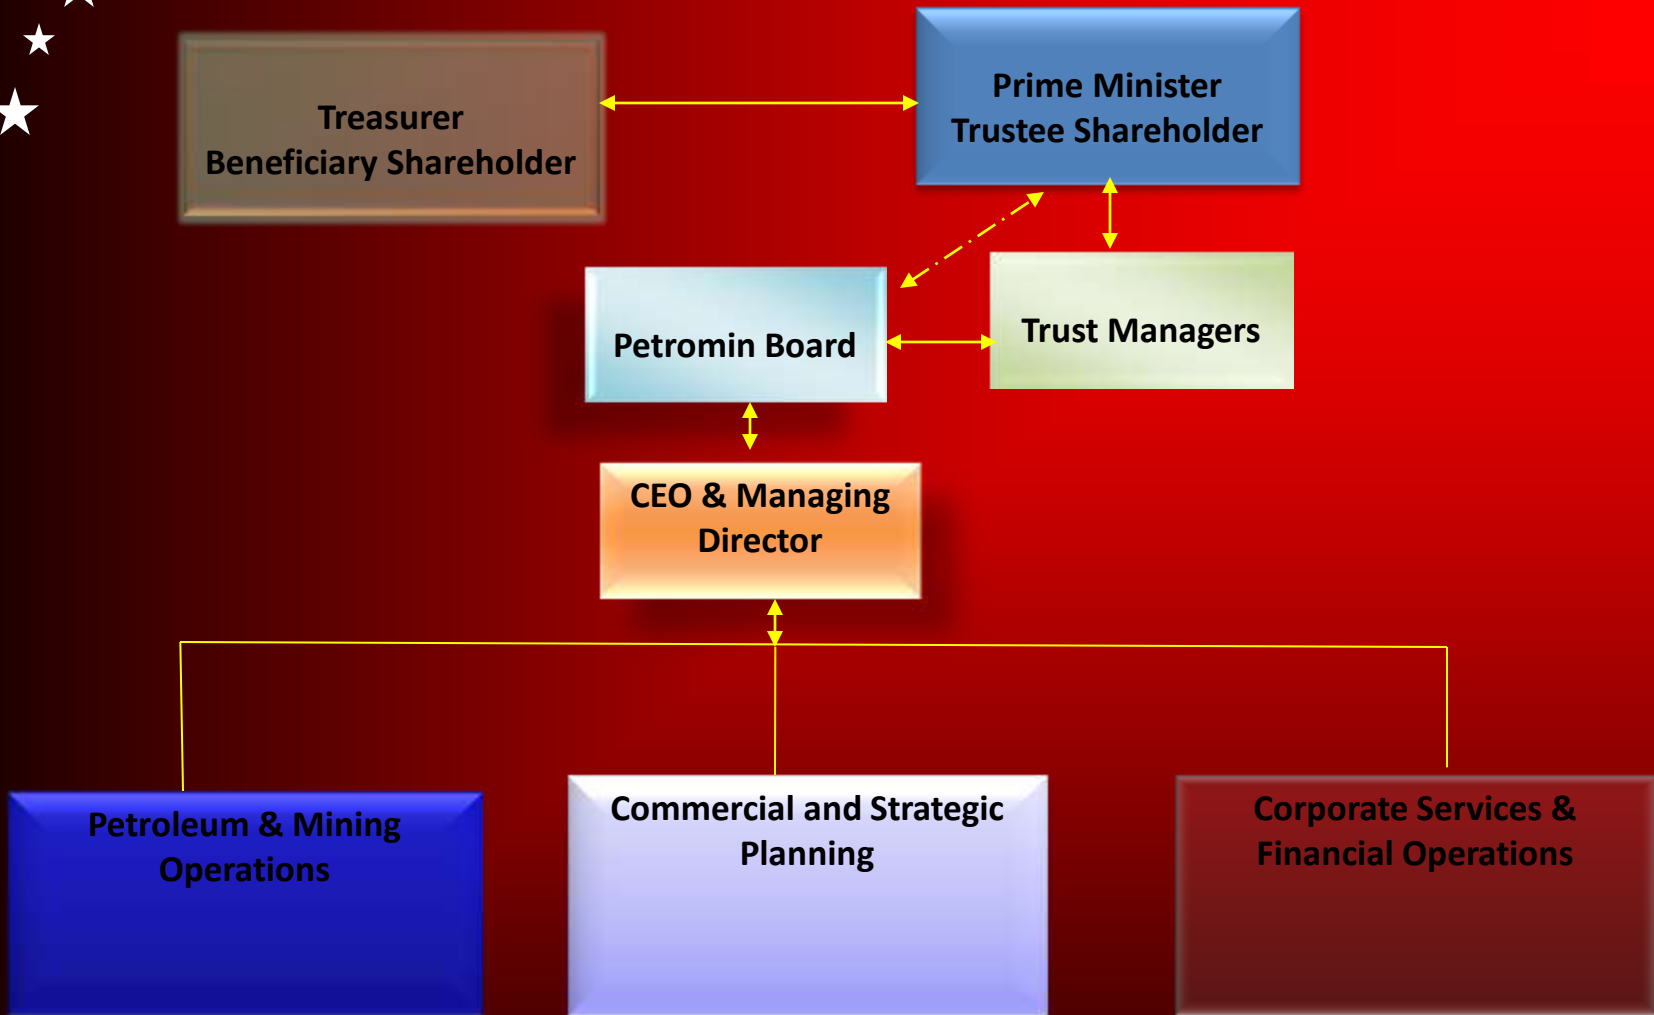 Treasurer
Beneficiary Shareholder
Prime Minister
Trustee Shareholder
Petromin Board
Trust Managers
CEO & Managing
Director
Petroleum & Mining
Operations
Commercial and Strategic
Planning
Corporate Services &
Financial Operations